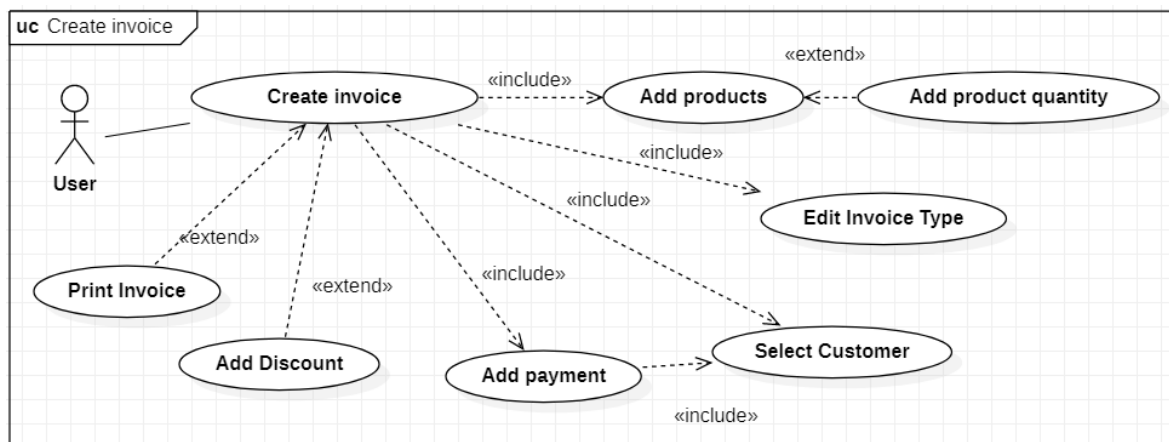 uc Create invoice
«extend»
«include»
Create invoice
Add products
Add product quantity
«include»
User
«include»
Edit Invoice Type
«extend»
«include»
«extend»
Print Invoice
Select Customer
Add Discount
Add payment
«include»